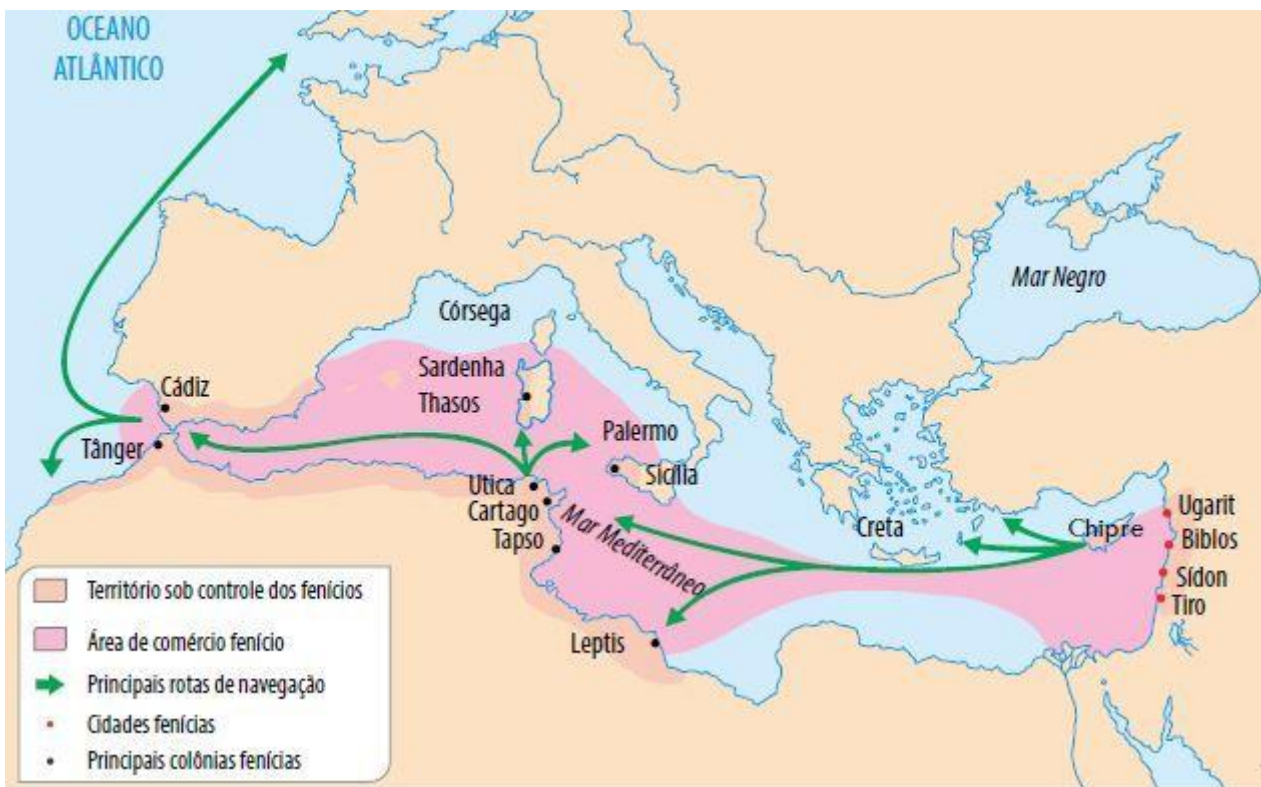 OCEANO
ATLÂNTICO
Mar Negro
Córsega
Sardenha
Thasos
Cádiz
Tânger
Palermo
Sicília
Utica
Cartago
Tapso
Mar Mediterrâneo
Creta
Chipre
Ugarit
Biblos
Sídon
Tiro
Leptis
Território sob controle dos fenícios
Área de comércio fenício
Principais rotas de navegação
Cidades fenícias
Principais colônias fenícias